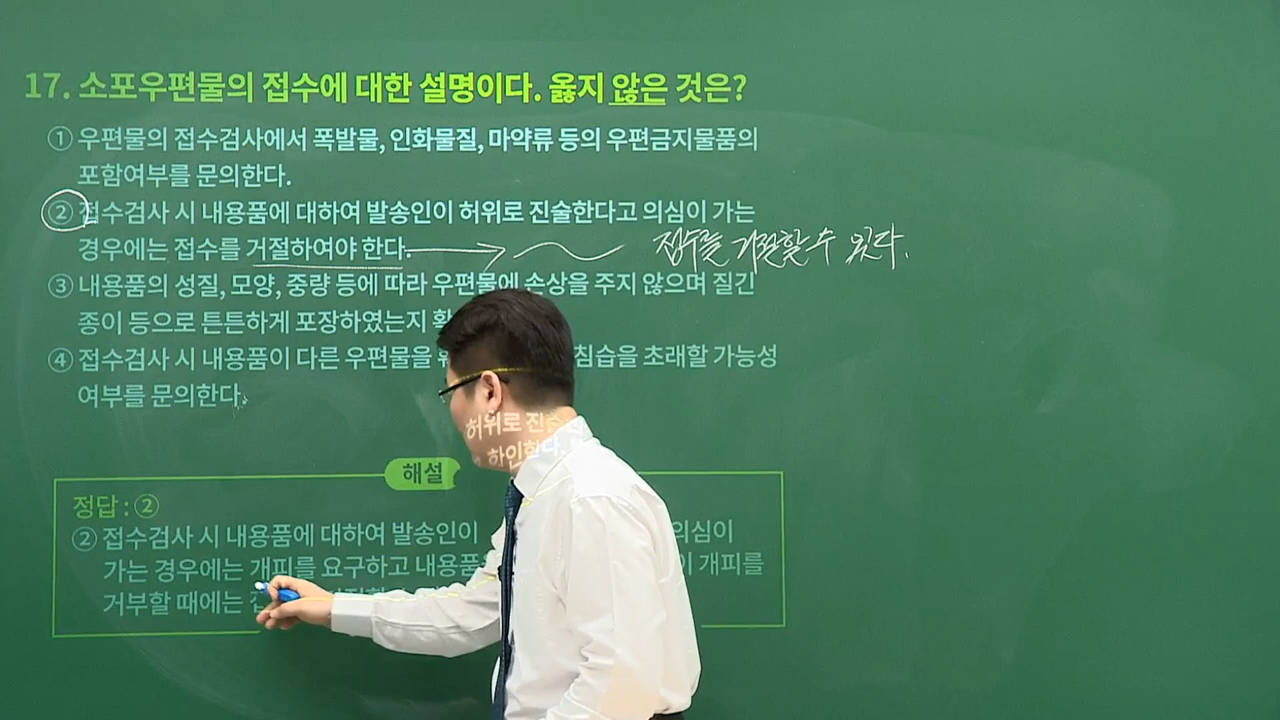 17. 소포우편물의 접수에 대한 설명이다. 옳지 않은 것은?
① 우편물의 접수검사에서 폭발물, 인화물질, 마약류 등의 우편금지물품의
포함여부를 문의한다.
② 접수검사 시 내용품에 대하여 발송인이 허위로 진술한다고 의심이 가는
경우에는 접수를 거절하여야 한다. 접수를 거절할 수 있다.
③ 내용품의 성질, 모양, 중량 등에 따라 우편물에 손상을 주지 않으며 질긴
종이 등으로 튼튼하게 포장하였는지
④ 접수검사 시 내용품이 다른 우편물을 침습을 초래할 가능성
여부를 문의한다.
허위로 진술
해설
정답 : ②
② 접수검사 시 내용품에 대하여 발송인이 의심이
가는 경우에는 개피를 요구하고 개피를
거부할 때에는